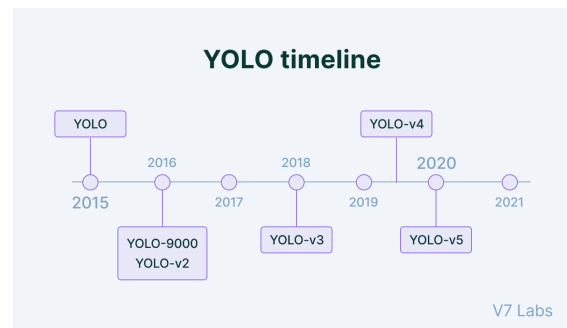 YOLO timeline
YOLO
YOLO-v4
2016
2018
2020
2015
2017
2019
2021
YOLO-9000
YOLO-v2
YOLO-v3
YOLO-v5
V7 Labs